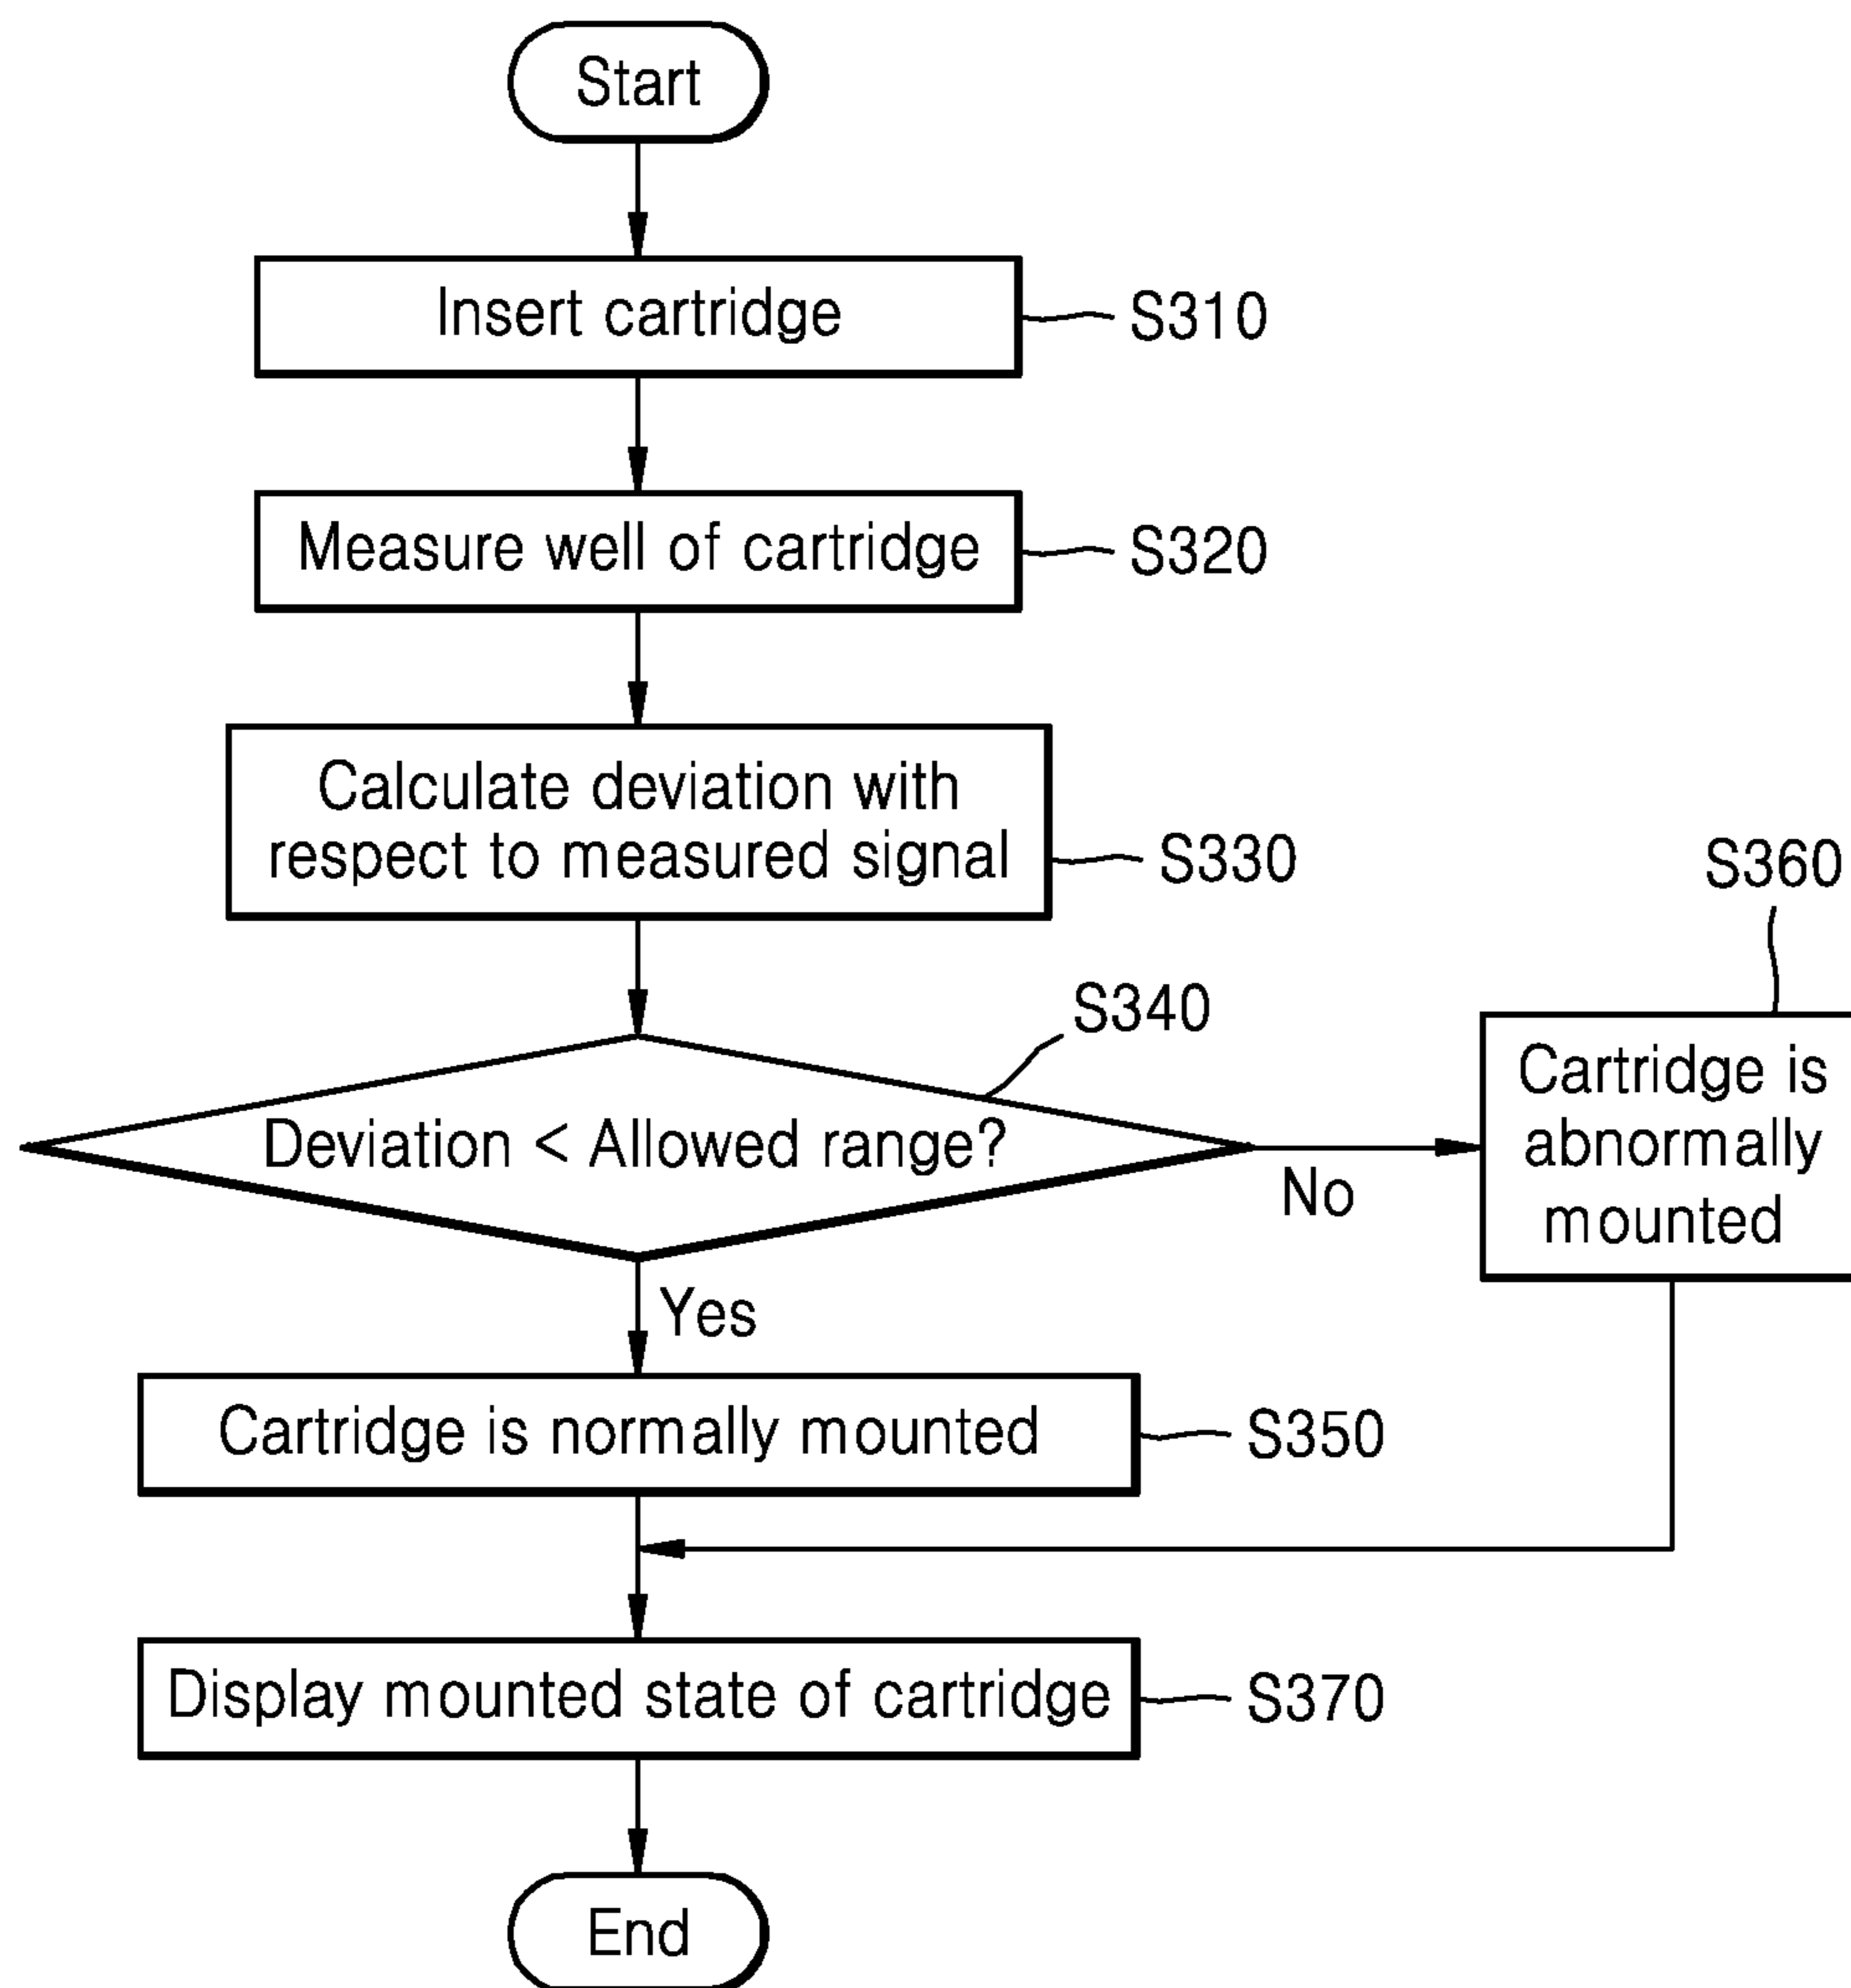 Start
Insert cartridge
S310
Measure well of cartridge
S320
Calculate deviation with
respect to measured signal
S330
S340
Deviation < Allowed range?
No
S360
Cartridge is
abnormally
mounted
Yes
Cartridge is normally mounted
S350
Display mounted state of cartridge
S370
End